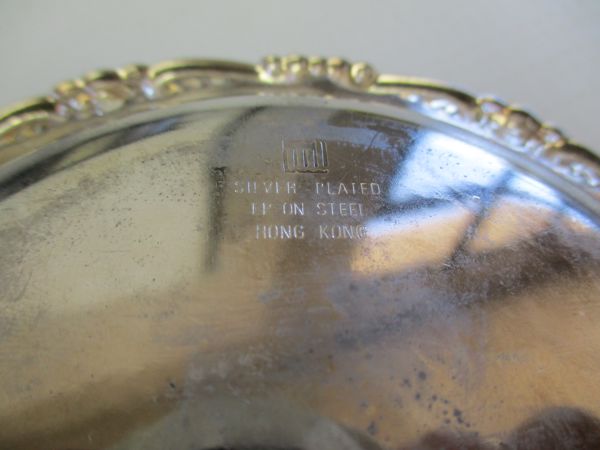 SILVER PLATED
EP ON STEEL
HONG KONG